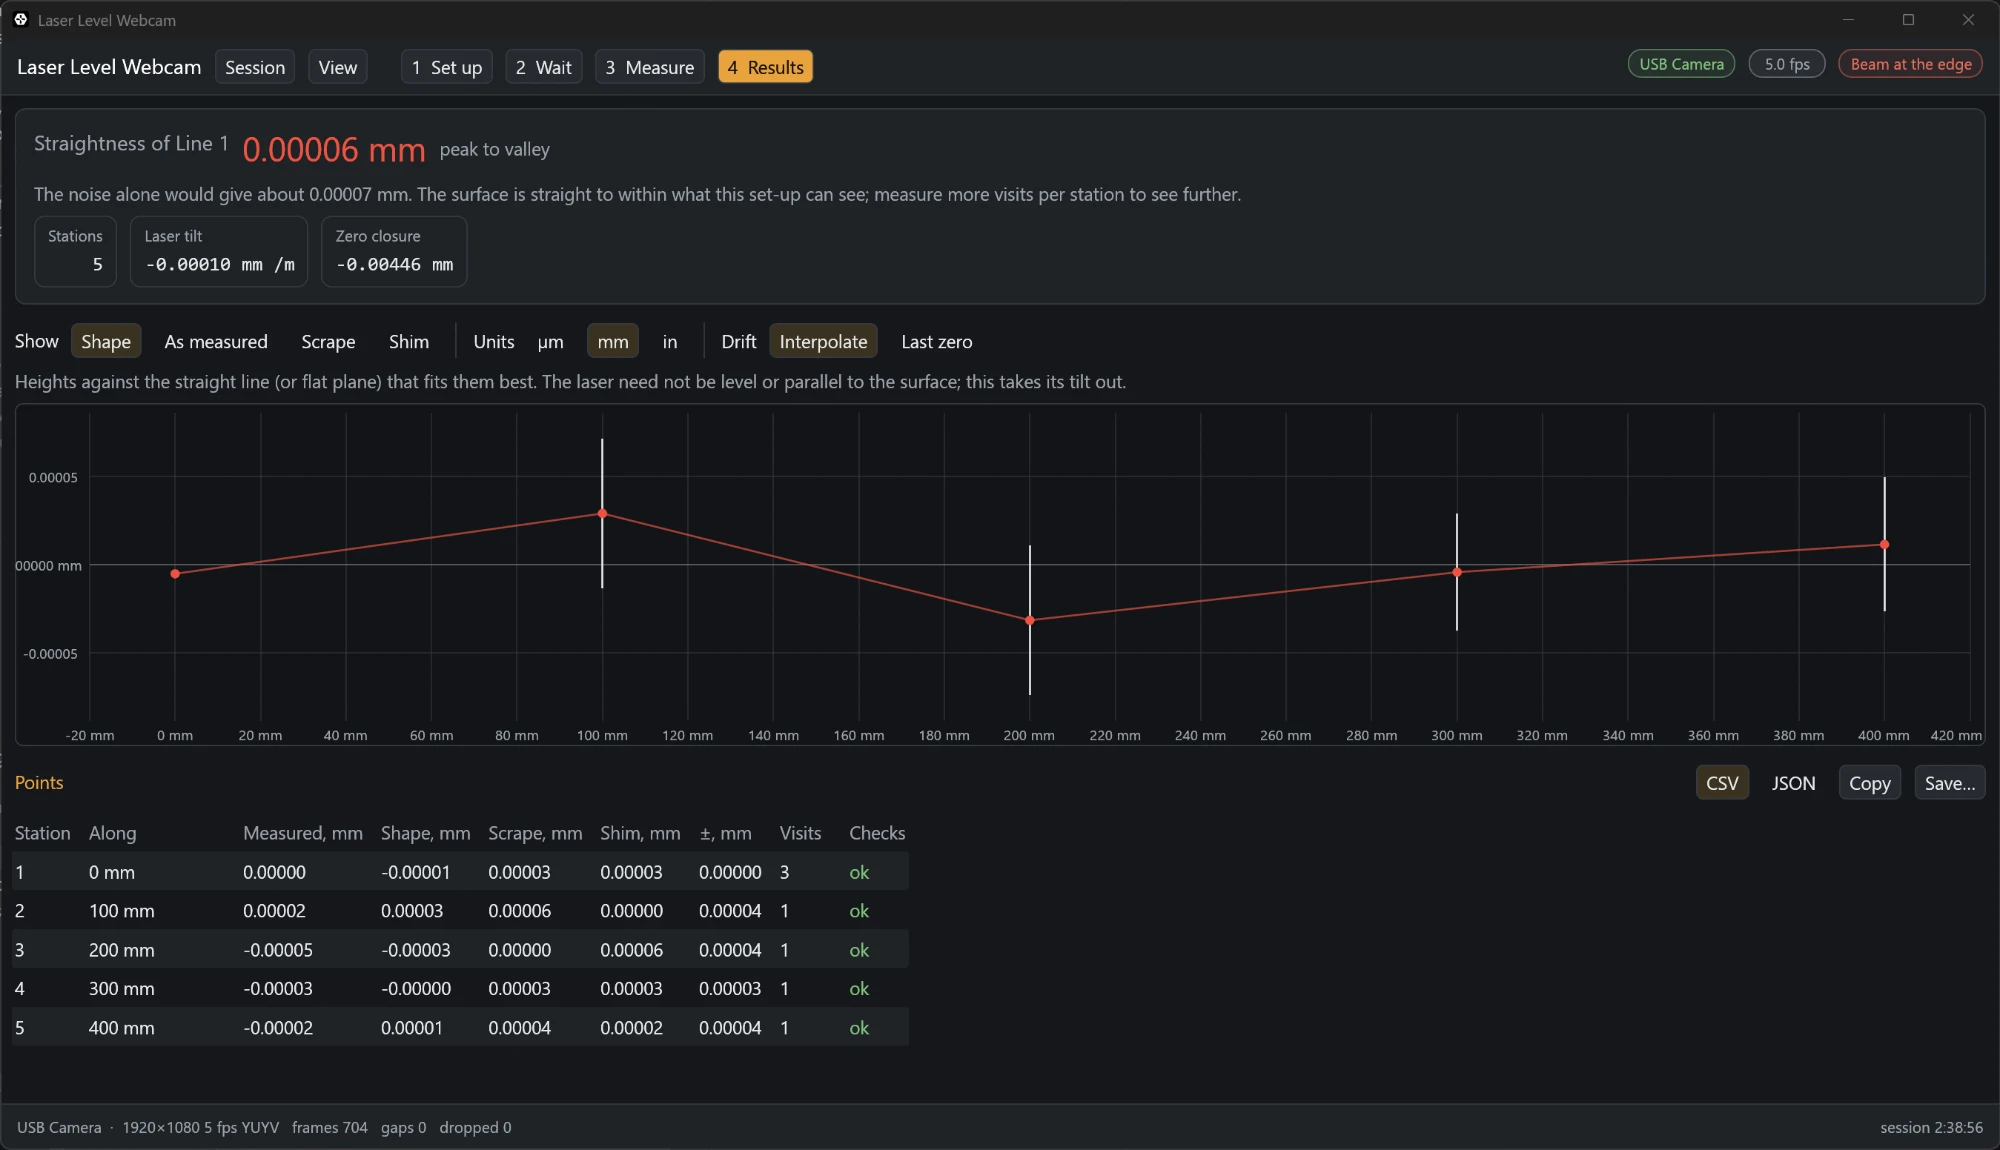 Laser Level Webcam
Laser Level Webcam Session View 1 Set up 2 Wait 3 Measure 4 Results USB Camera 5.0 fps Beam at the edge
Straightness of Line 1 0.00006 mm peak to valley
The noise alone would give about 0.00007 mm. The surface is straight to within what this set-up can see; measure more visits per station to see further.
Stations Laser tilt Zero closure
5 -0.00010 mm /m -0.00446 mm
Show Shape As measured Scrape Shim Units µm mm in Drift Interpolate Last zero
Heights against the straight line (or flat plane) that fits them best. The laser need not be level or parallel to the surface; this takes its tilt out.
0.00005
00000 mm
-0.00005
-20 mm 0 mm 20 mm 40 mm 60 mm 80 mm 100 mm 120 mm 140 mm 160 mm 180 mm 200 mm 220 mm 240 mm 260 mm 280 mm 300 mm 320 mm 340 mm 360 mm 380 mm 400 mm 420 mm
Points CSV JSON Copy Save...
Station Along Measured, mm Shape, mm Scrape, mm Shim, mm ±, mm Visits Checks
1 0 mm 0.00000 -0.00001 0.00003 0.00003 0.00000 3 ok
2 100 mm 0.00002 0.00003 0.00006 0.00000 0.00004 1 ok
3 200 mm -0.00005 -0.00003 0.00000 0.00006 0.00004 1 ok
4 300 mm -0.00003 -0.00000 0.00003 0.00003 0.00003 1 ok
5 400 mm -0.00002 0.00001 0.00004 0.00002 0.00004 1 ok
USB Camera · 1920×1080 5 fps YUYV frames 704 gaps 0 dropped 0 session 2:38:56